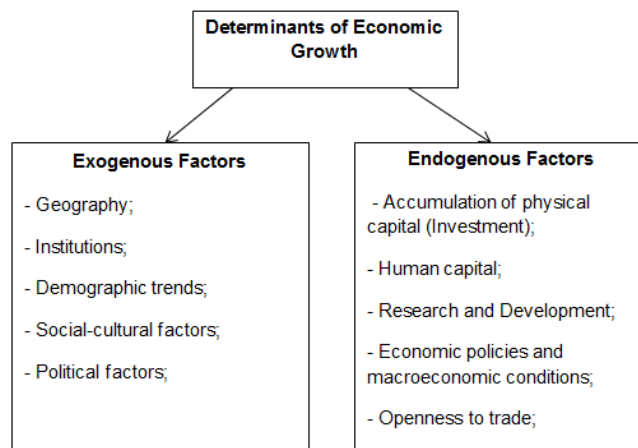 Determinants of Economic
Growth
Exogenous Factors
- Geography;
- Institutions;
- Demographic trends;
- Social-cultural factors;
- Political factors;
Endogenous Factors
- Accumulation of physical
capital (Investment);
- Human capital;
- Research and Development;
- Economic policies and
macroeconomic conditions;
- Openness to trade;